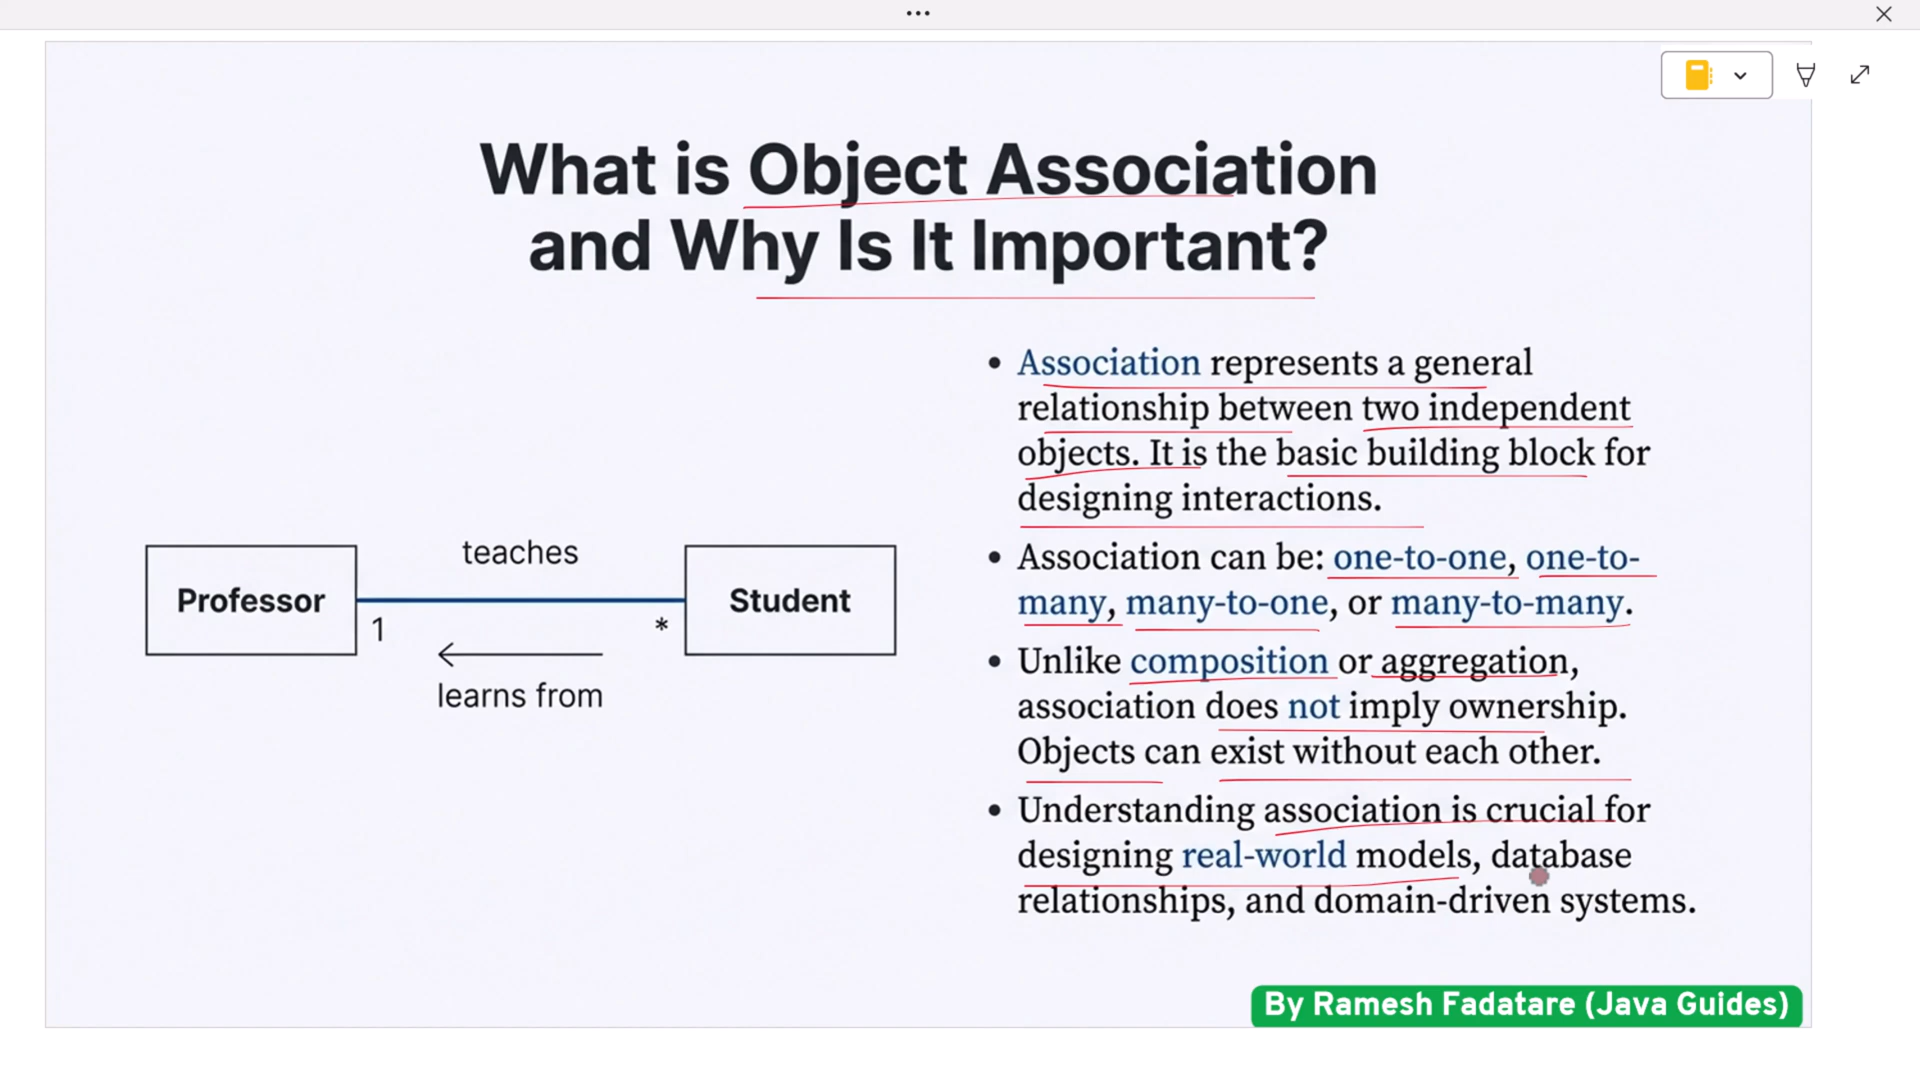 What is Object Association
and Why Is It Important?
teaches
Professor
Student
1
*
learns from
• Association represents a general
relationship between two independent
objects. It is the basic building block for
designing interactions.
• Association can be: one-to-one, one-to-
many, many-to-one, or many-to-many.
• Unlike composition or aggregation,
association does not imply ownership.
Objects can exist without each other.
• Understanding association is crucial for
designing real-world models, database
relationships, and domain-driven systems.
By Ramesh Fadatare (Java Guides)